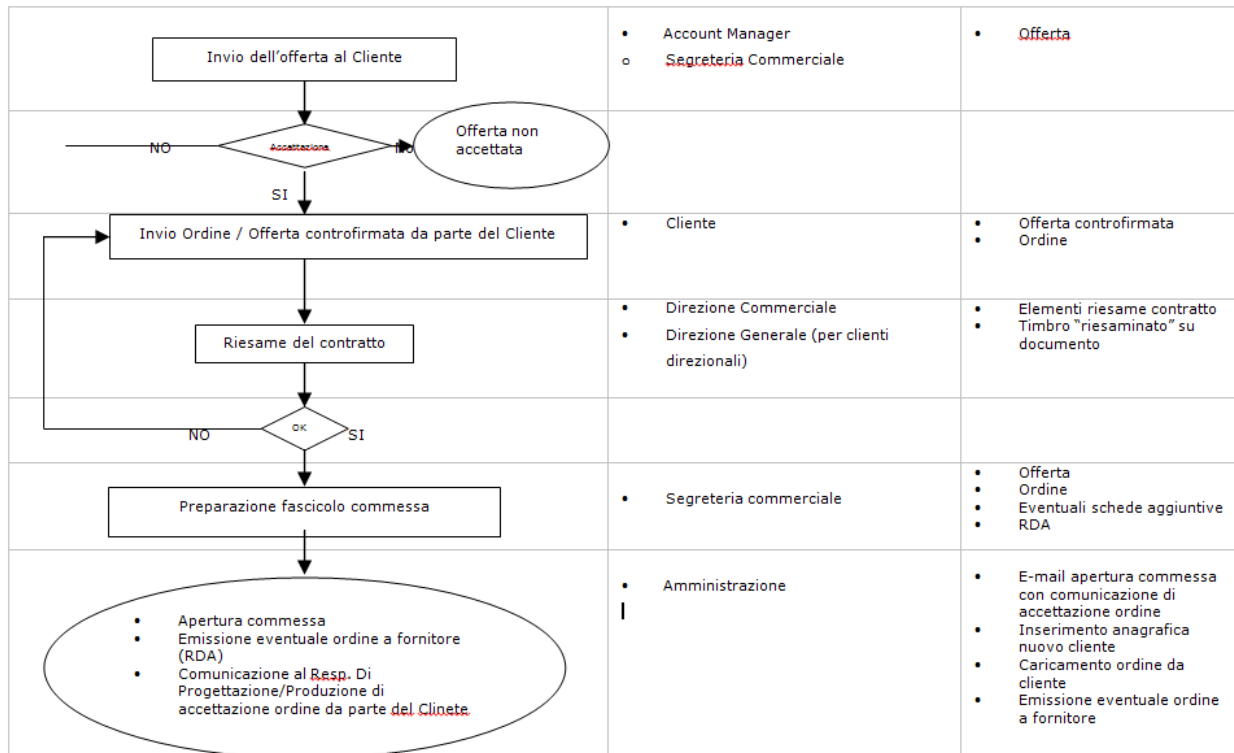 Invio dell'offerta al Cliente
• Account Manager
o Segreteria Commerciale
• Offerta
NO
Accettazione
NO
Offerta non
accettata
SI
Invio Ordine / Offerta controfirmata da parte del Cliente
• Cliente
• Offerta controfirmata
• Ordine
Riesame del contratto
• Direzione Commerciale
• Direzione Generale (per clienti
direzionali)
• Elementi riesame contratto
• Timbro "riesaminato" su
documento
NO
OK
SI
Preparazione fascicolo commessa
• Segreteria commerciale
• Offerta
• Ordine
• Eventuali schede aggiuntive
• RDA
• Apertura commessa
• Emissione eventuale ordine a fornitore
(RDA)
• Comunicazione al Resp. Di
Progettazione/Produzione di
accettazione ordine da parte del Clinete
• Amministrazione
• E-mail apertura commessa
con comunicazione di
accettazione ordine
• Inserimento anagrafica
nuovo cliente
• Caricamento ordine da
cliente
• Emissione eventuale ordine
a fornitore